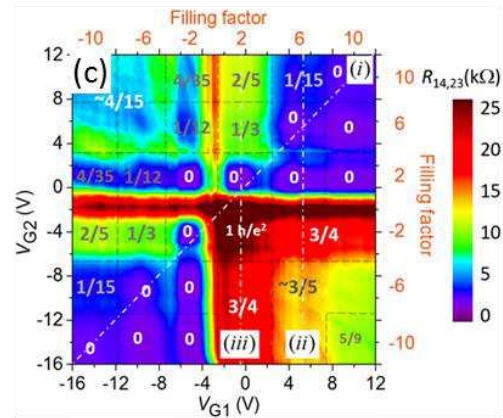 Filling factor
-10 -6 -2 2 6 10
(c)
12
8
4
0
-4
-8
-12
-16
V_G2 (V)
-16 -12 -8 -4 0 4 8 12
V_G1 (V)
4/35 2/5 1/15 0 (i)
~4/15
0 0
1/12 1/3
4/35 1/12 0 0 0 0
2/5 1/3 0 1 h/e² 3/4
1/15 0 ~3/5
0 0 0 3/4 (iii) (ii) 5/9
10
6
2
-2
-6
-10
Filling factor
R_14,23(kΩ)
25
20
15
10
5
0